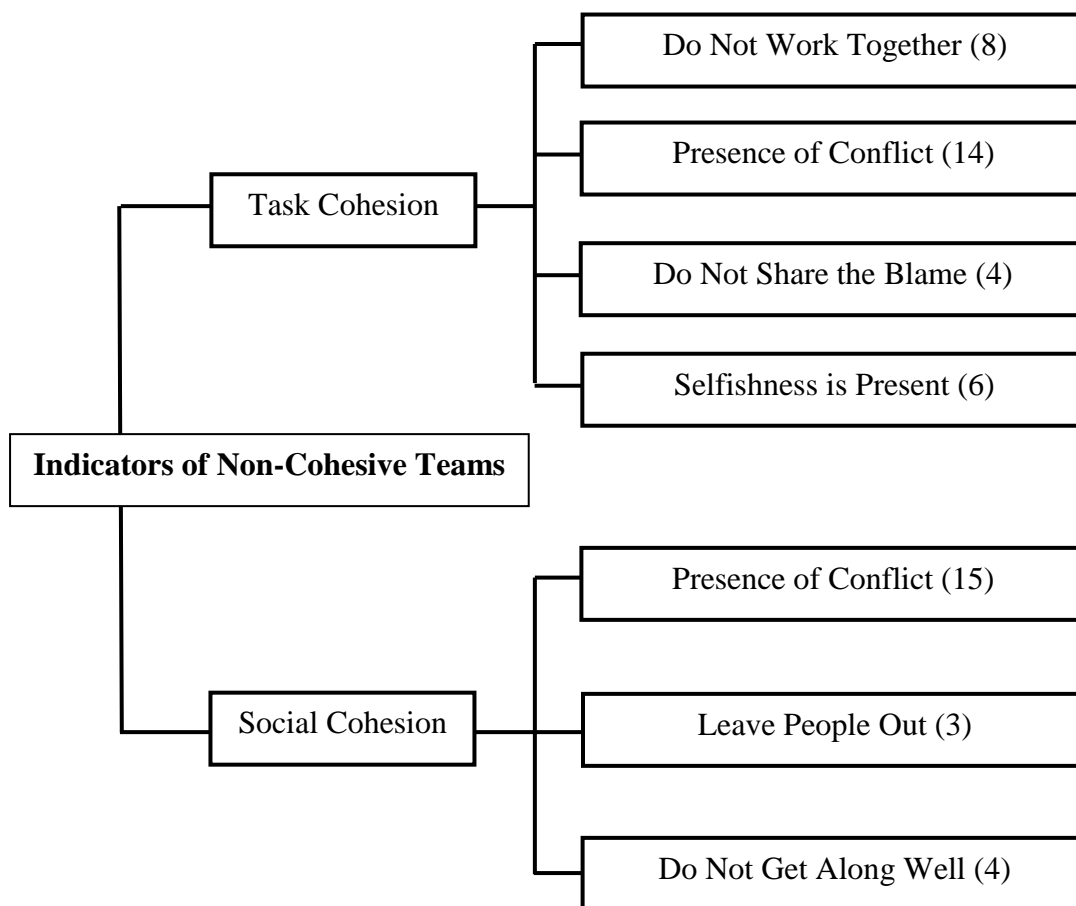 Do Not Work Together (8)
Presence of Conflict (14)
Task Cohesion
Do Not Share the Blame (4)
Selfishness is Present (6)
Indicators of Non-Cohesive Teams
Presence of Conflict (15)
Social Cohesion
Leave People Out (3)
Do Not Get Along Well (4)